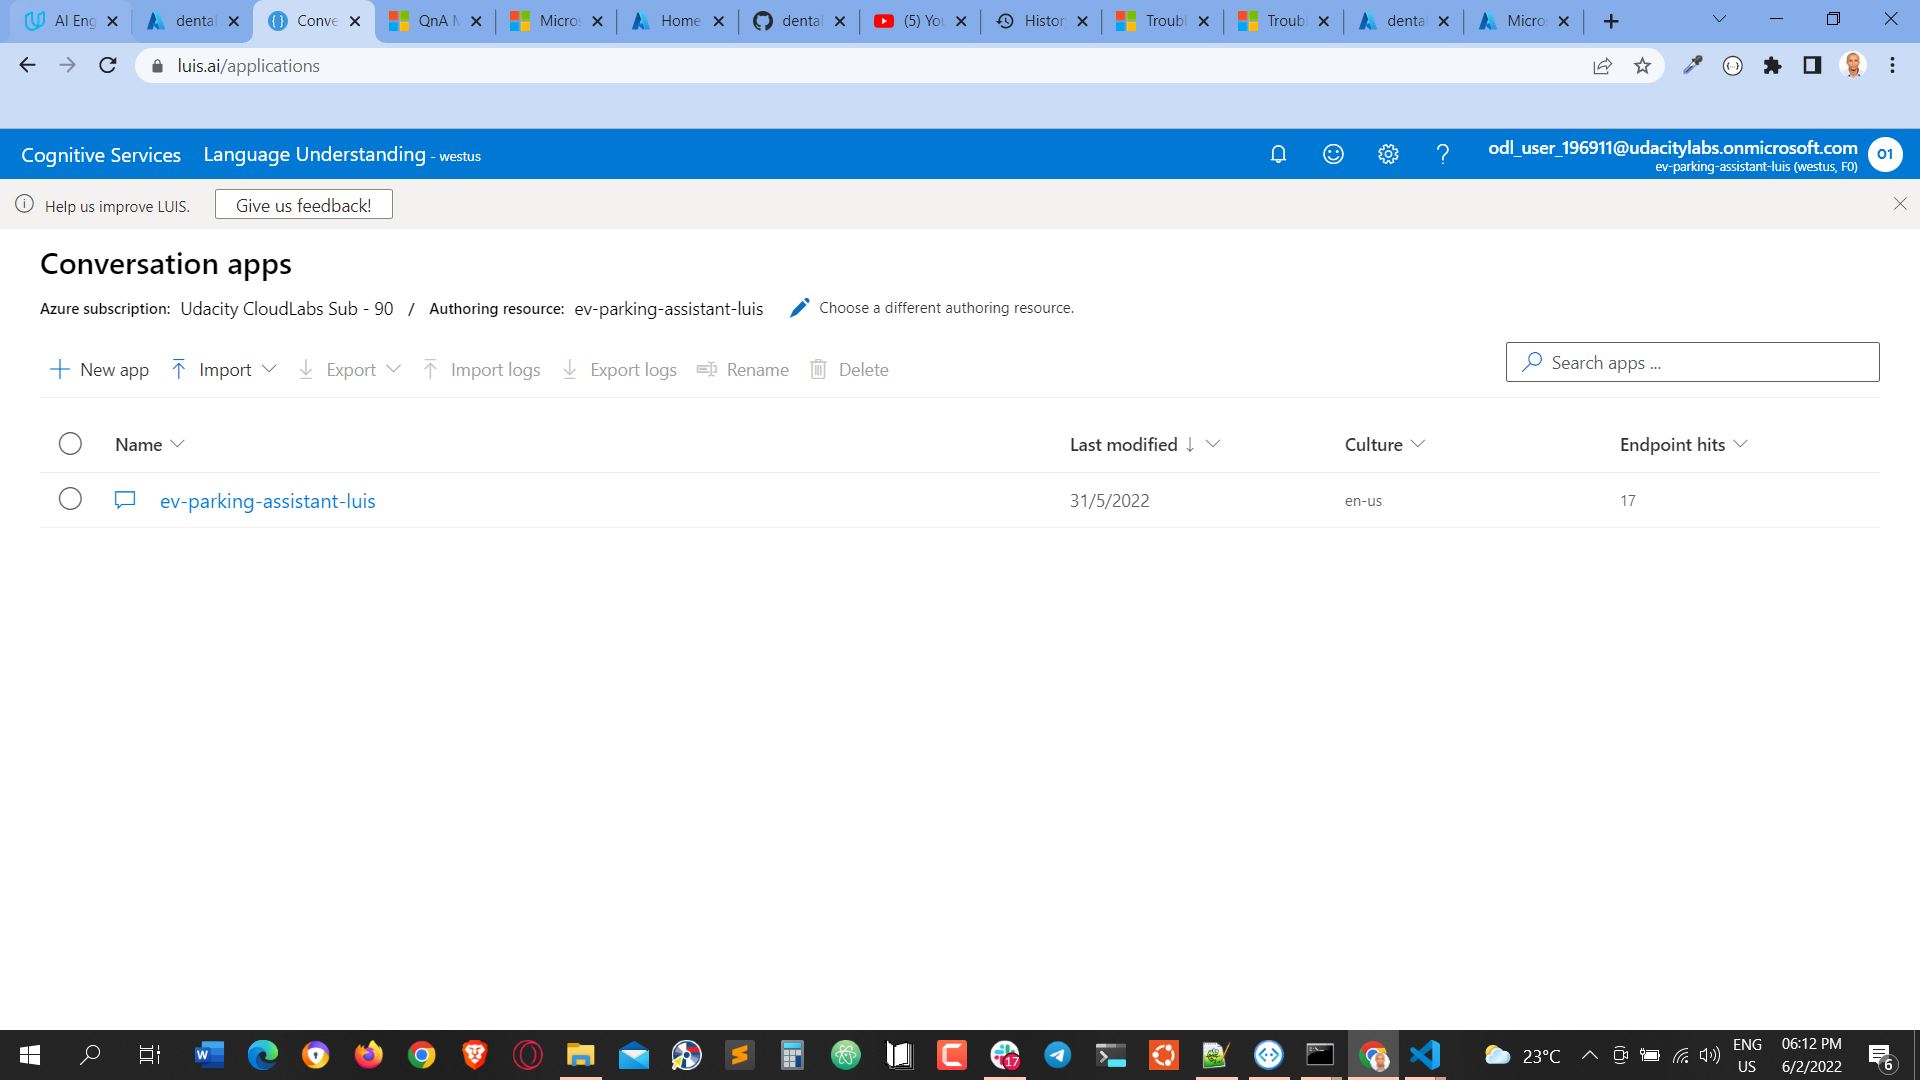 AI Eng
dental
Conve
QnA M
Micros
Home
dental
(5) You
Histor
Troubl
Troubl
dental
Micros
luis.ai/applications
Cognitive Services Language Understanding - westus
odl_user_196911@udacitylabs.onmicrosoft.com
ev-parking-assistant-luis (westus, F0)
O1
Help us improve LUIS. Give us feedback!
Conversation apps
Azure subscription: Udacity CloudLabs Sub - 90 / Authoring resource: ev-parking-assistant-luis Choose a different authoring resource.
New app Import Export Import logs Export logs Rename Delete
Search apps ...
Name Last modified Culture Endpoint hits
ev-parking-assistant-luis 31/5/2022 en-us 17
17
23°C
ENG
US
06:12 PM
6/2/2022
6